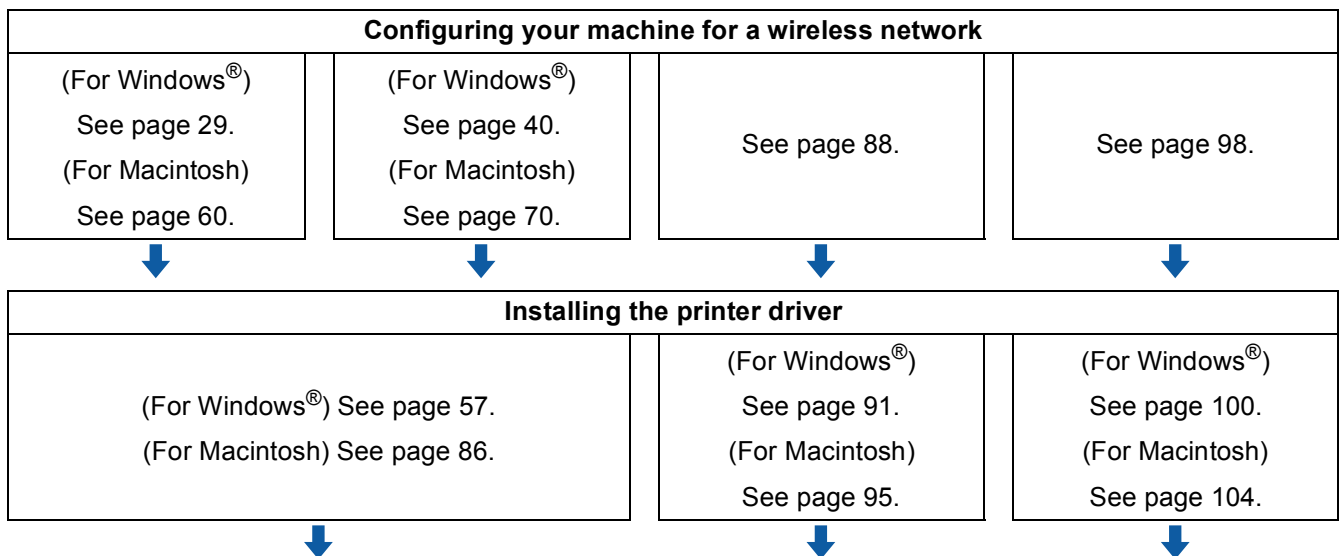 Configuring your machine for a wireless network
(For Windows®)
See page 29.
(For Macintosh)
See page 60.
(For Windows®)
See page 40.
(For Macintosh)
See page 70.
See page 88.
See page 98.
Installing the printer driver
(For Windows®) See page 57.
(For Macintosh) See page 86.
(For Windows®)
See page 91.
(For Macintosh)
See page 95.
(For Windows®)
See page 100.
(For Macintosh)
See page 104.